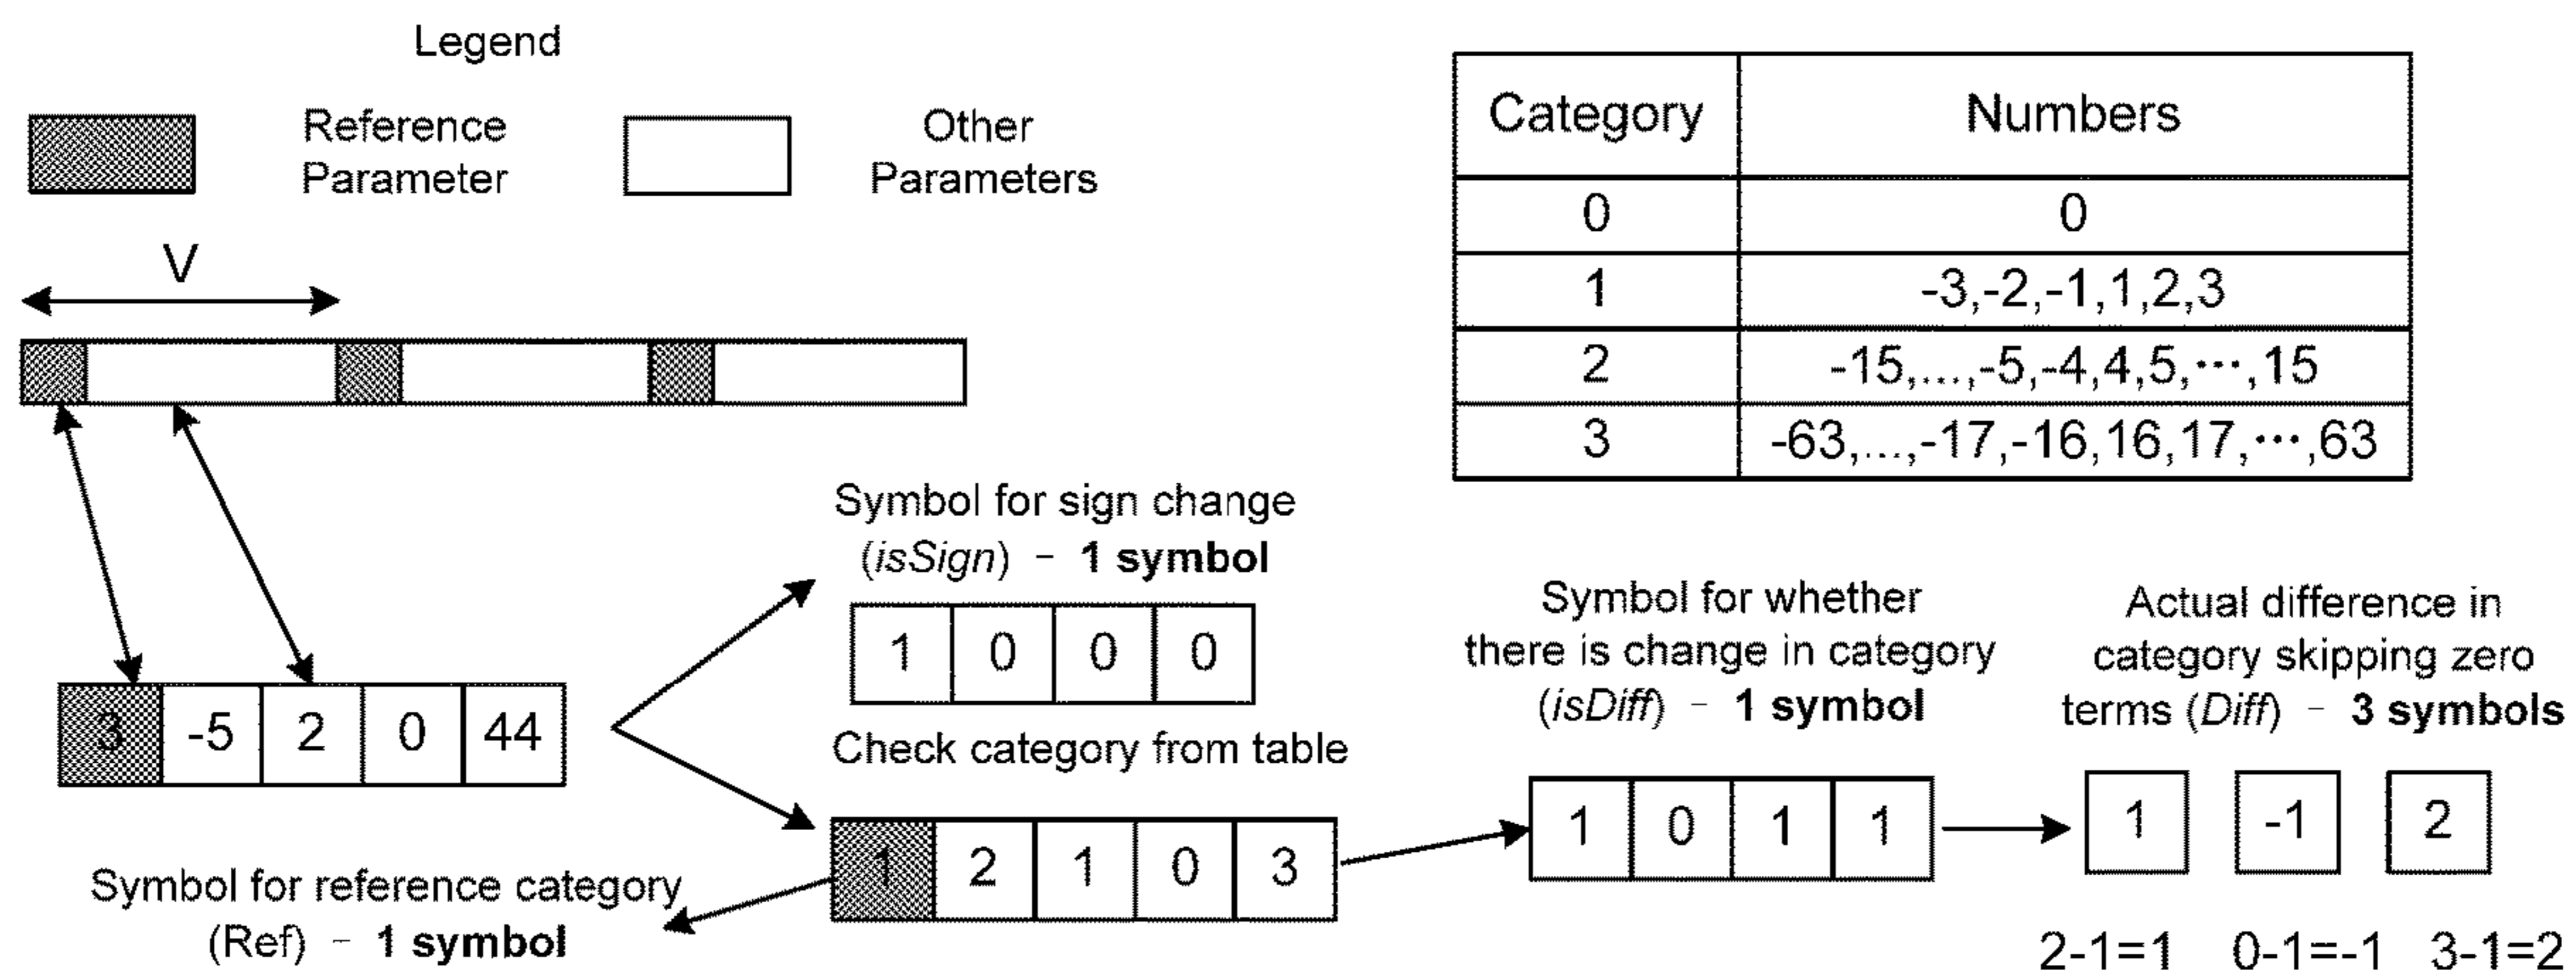 Legend
Reference
Parameter
Other
Parameters
V
Category Numbers
0 0
1 -3,-2,-1,1,2,3
2 -15,...,-5,-4,4,5,···,15
3 -63,...,-17,-16,16,17,···,63
Symbol for sign change
(isSign) - 1 symbol
1 0 0 0
3 -5 2 0 44
Check category from table
1 2 1 0 3
Symbol for reference category
(Ref) - 1 symbol
Symbol for whether
there is change in category
(isDiff) - 1 symbol
1 0 1 1
Actual difference in
category skipping zero
terms (Diff) - 3 symbols
1 -1 2
2-1=1 0-1=-1 3-1=2